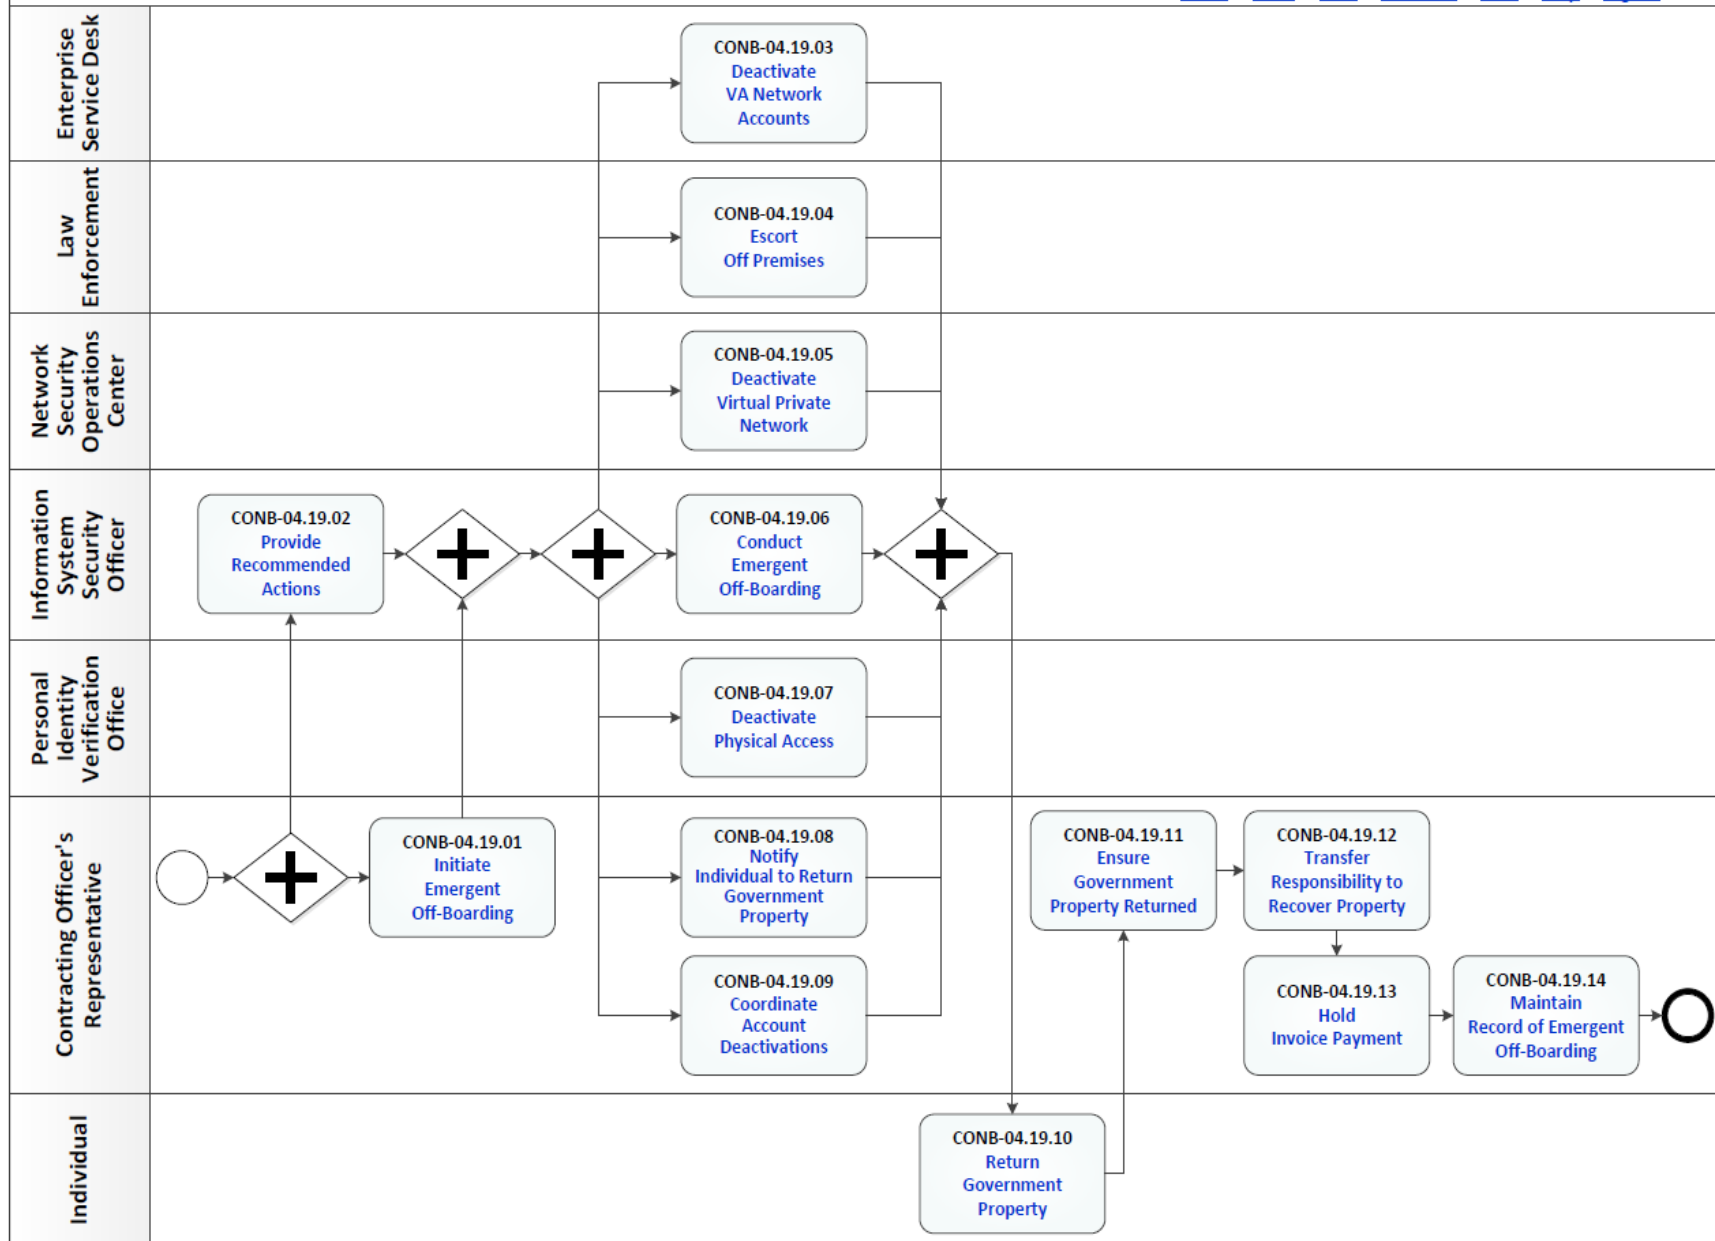 Enterprise
Service Desk
CONB-04.19.03
Deactivate
VA Network
Accounts
Law
Enforcement
CONB-04.19.04
Escort
Off Premises
Network
Security
Operations
Center
CONB-04.19.05
Deactivate
Virtual Private
Network
Information
System
Security
Officer
CONB-04.19.02
Provide
Recommended
Actions
CONB-04.19.06
Conduct
Emergent
Off-Boarding
Personal
Identity
Verification
Office
CONB-04.19.07
Deactivate
Physical Access
Contracting Officer's
Representative
CONB-04.19.01
Initiate
Emergent
Off-Boarding
CONB-04.19.08
Notify
Individual to Return
Government
Property
CONB-04.19.09
Coordinate
Account
Deactivations
CONB-04.19.11
Ensure
Government
Property Returned
CONB-04.19.12
Transfer
Responsibility to
Recover Property
CONB-04.19.13
Hold
Invoice Payment
CONB-04.19.14
Maintain
Record of Emergent
Off-Boarding
Individual
CONB-04.19.10
Return
Government
Property